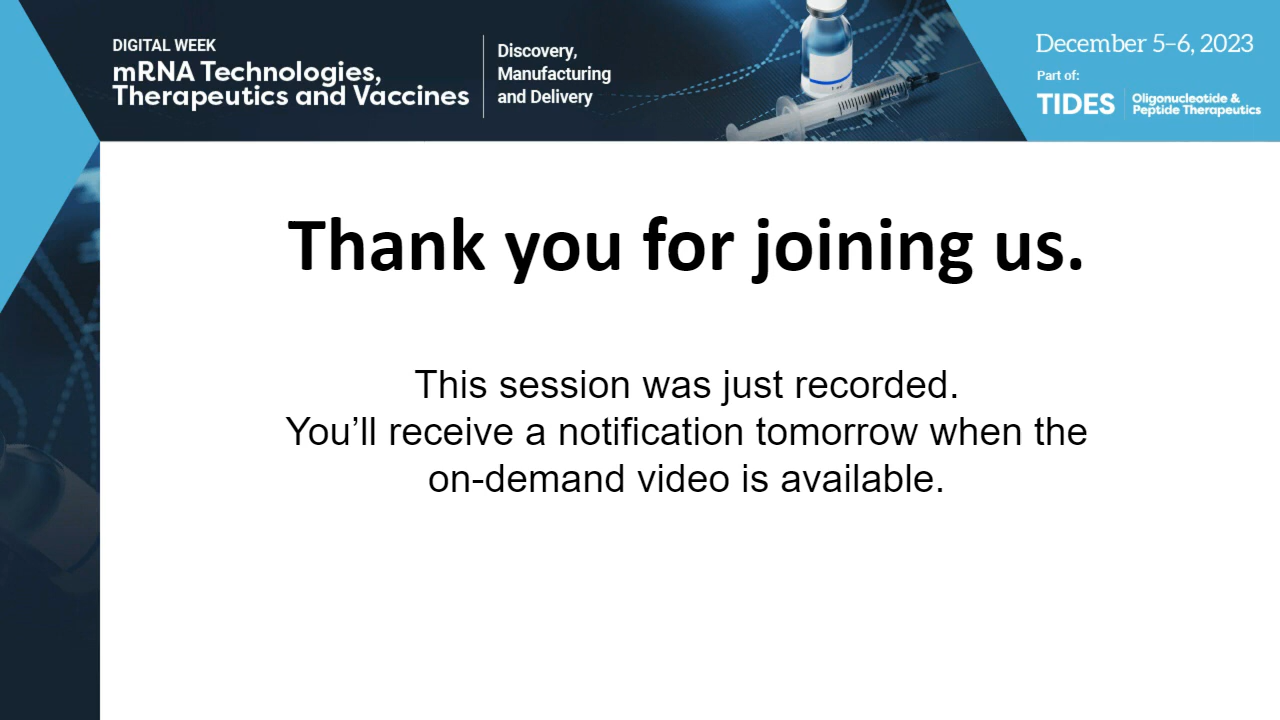 DIGITAL WEEK
mRNA Technologies,
Therapeutics and Vaccines
Discovery,
Manufacturing
and Delivery
December 5–6, 2023
Part of:
TIDES
Oligonucleotide &
Peptide Therapeutics
Thank you for joining us.
This session was just recorded.
You’ll receive a notification tomorrow when the
on-demand video is available.